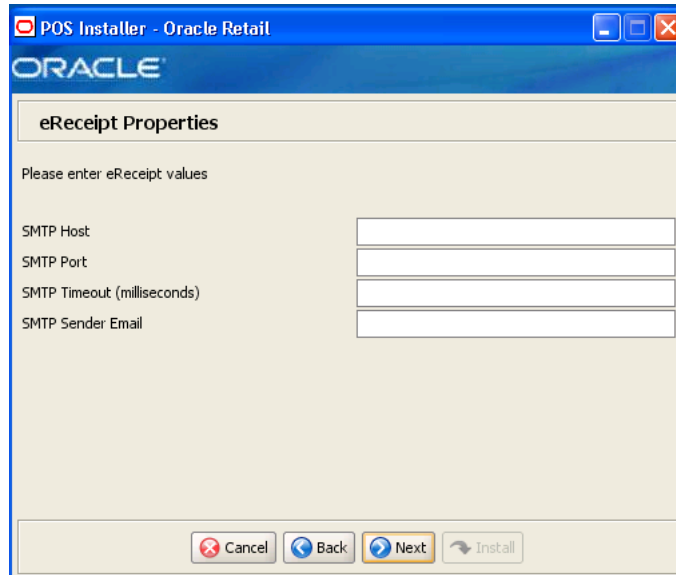 POS Installer - Oracle Retail
ORACLE
eReceipt Properties
Please enter eReceipt values
SMTP Host
SMTP Port
SMTP Timeout (milliseconds)
SMTP Sender Email
Cancel
Back
Next
Install